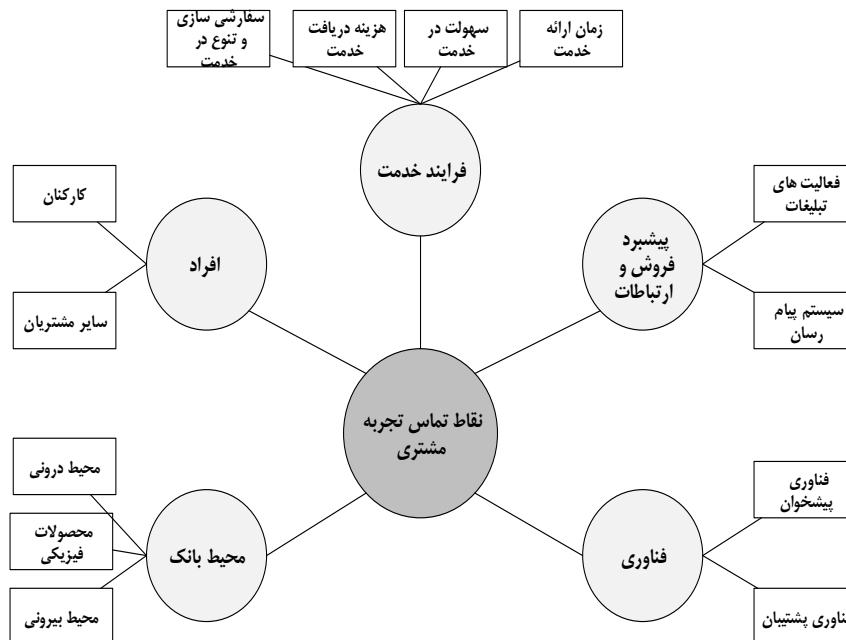 زمان ارائه
خدمت
سهولت در
خدمت
هزینه دریافت
خدمت
سفارشی سازی
و تنوع در
خدمت
فرایند خدمت
فعالیت های
تبلیغات
سیستم پیام
رسان
پیشبرد
فروش و
ارتباطات
کارکنان
سایر مشتریان
افراد
نقاط تماس تجربه
مشتری
فناوری
پیشخوان
فناوری پشتیبان
فناوری
محیط درونی
محصولات
فیزیکی
محیط بیرونی
محیط بانک